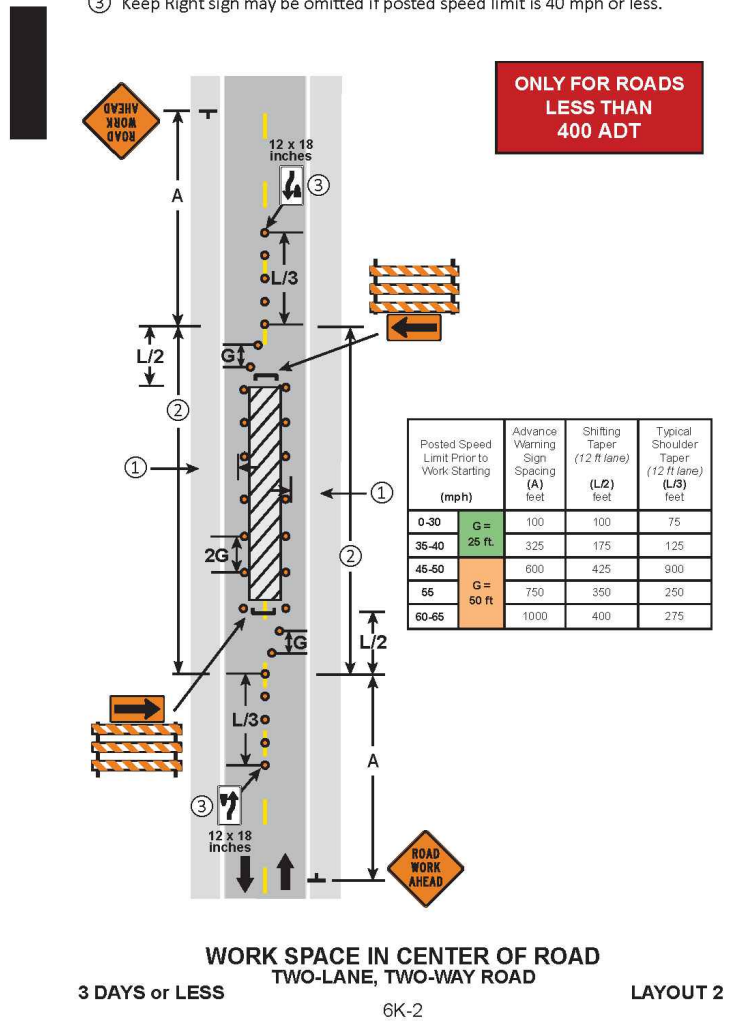 ③ Keep Right sign may be omitted if posted speed limit is 40 mph or less.
ONLY FOR ROADS
LESS THAN
400 ADT
ROAD
WORK
AHEAD
12 x 18
inches
③
A
L/3
L/2
G
②
①
①
2G
②
G
L/2
L/3
A
③
12 x 18
inches
ROAD
WORK
AHEAD
Posted Speed
Limit Prior to
Work Starting
(mph)
Advance
Warning
Sign
Spacing
(A)
feet
Shifting
Taper
(12 ft lane)
(L/2)
feet
Typical
Shoulder
Taper
(12 ft lane)
(L/3)
feet
0-30 G = 25 ft. 100 100 75
35-40 325 175 125
45-50 G = 50 ft 600 425 900
55 750 350 250
60-65 1000 400 275
WORK SPACE IN CENTER OF ROAD
TWO-LANE, TWO-WAY ROAD
3 DAYS or LESS
LAYOUT 2
6K-2